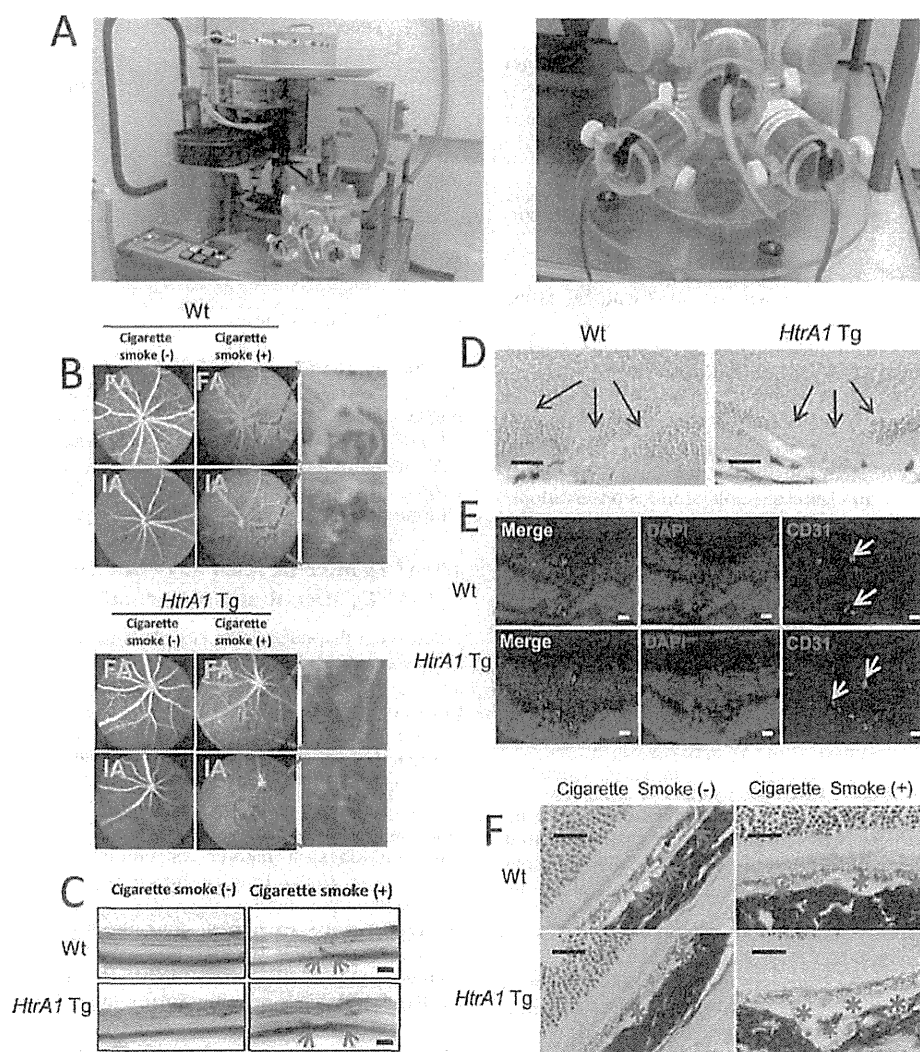 A
Wt
Cigarette smoke (-)
Cigarette smoke (+)
B
FA
FA
IA
IA
HtrA1 Tg
Cigarette smoke (-)
Cigarette smoke (+)
FA
FA
IA
IA
C
Cigarette smoke (-)
Cigarette smoke (+)
Wt
HtrA1 Tg
D
Wt
HtrA1 Tg
E
Merge
DAPI
CD31
Wt
Merge
DAPI
CD31
HtrA1 Tg
F
Cigarette Smoke (-)
Cigarette Smoke (+)
Wt
HtrA1 Tg